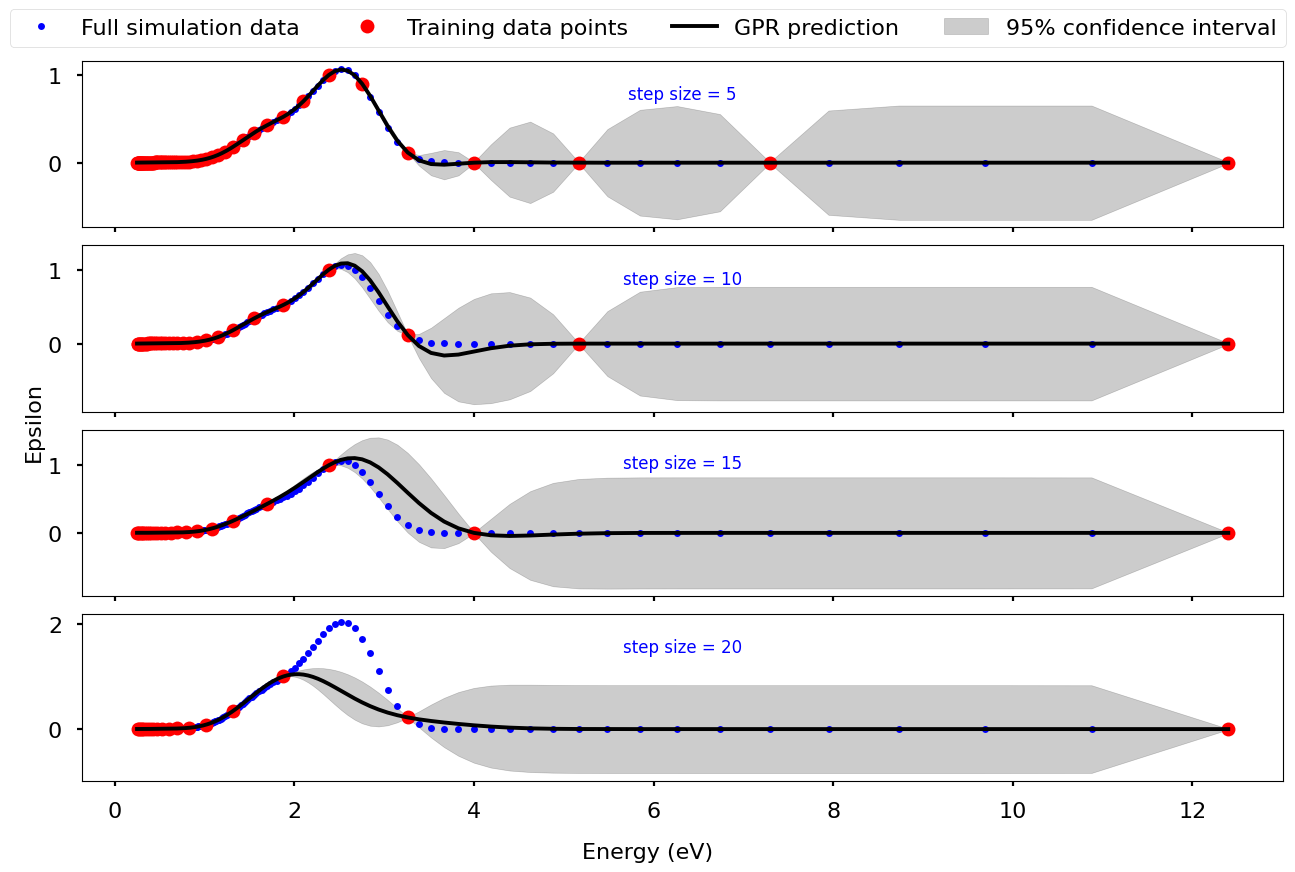 Full simulation data Training data points GPR prediction 95% confidence interval
1
0
step size = 5
1
0
step size = 10
Epsilon
1
0
step size = 15
2
0
step size = 20
0 2 4 6 8 10 12
Energy (eV)